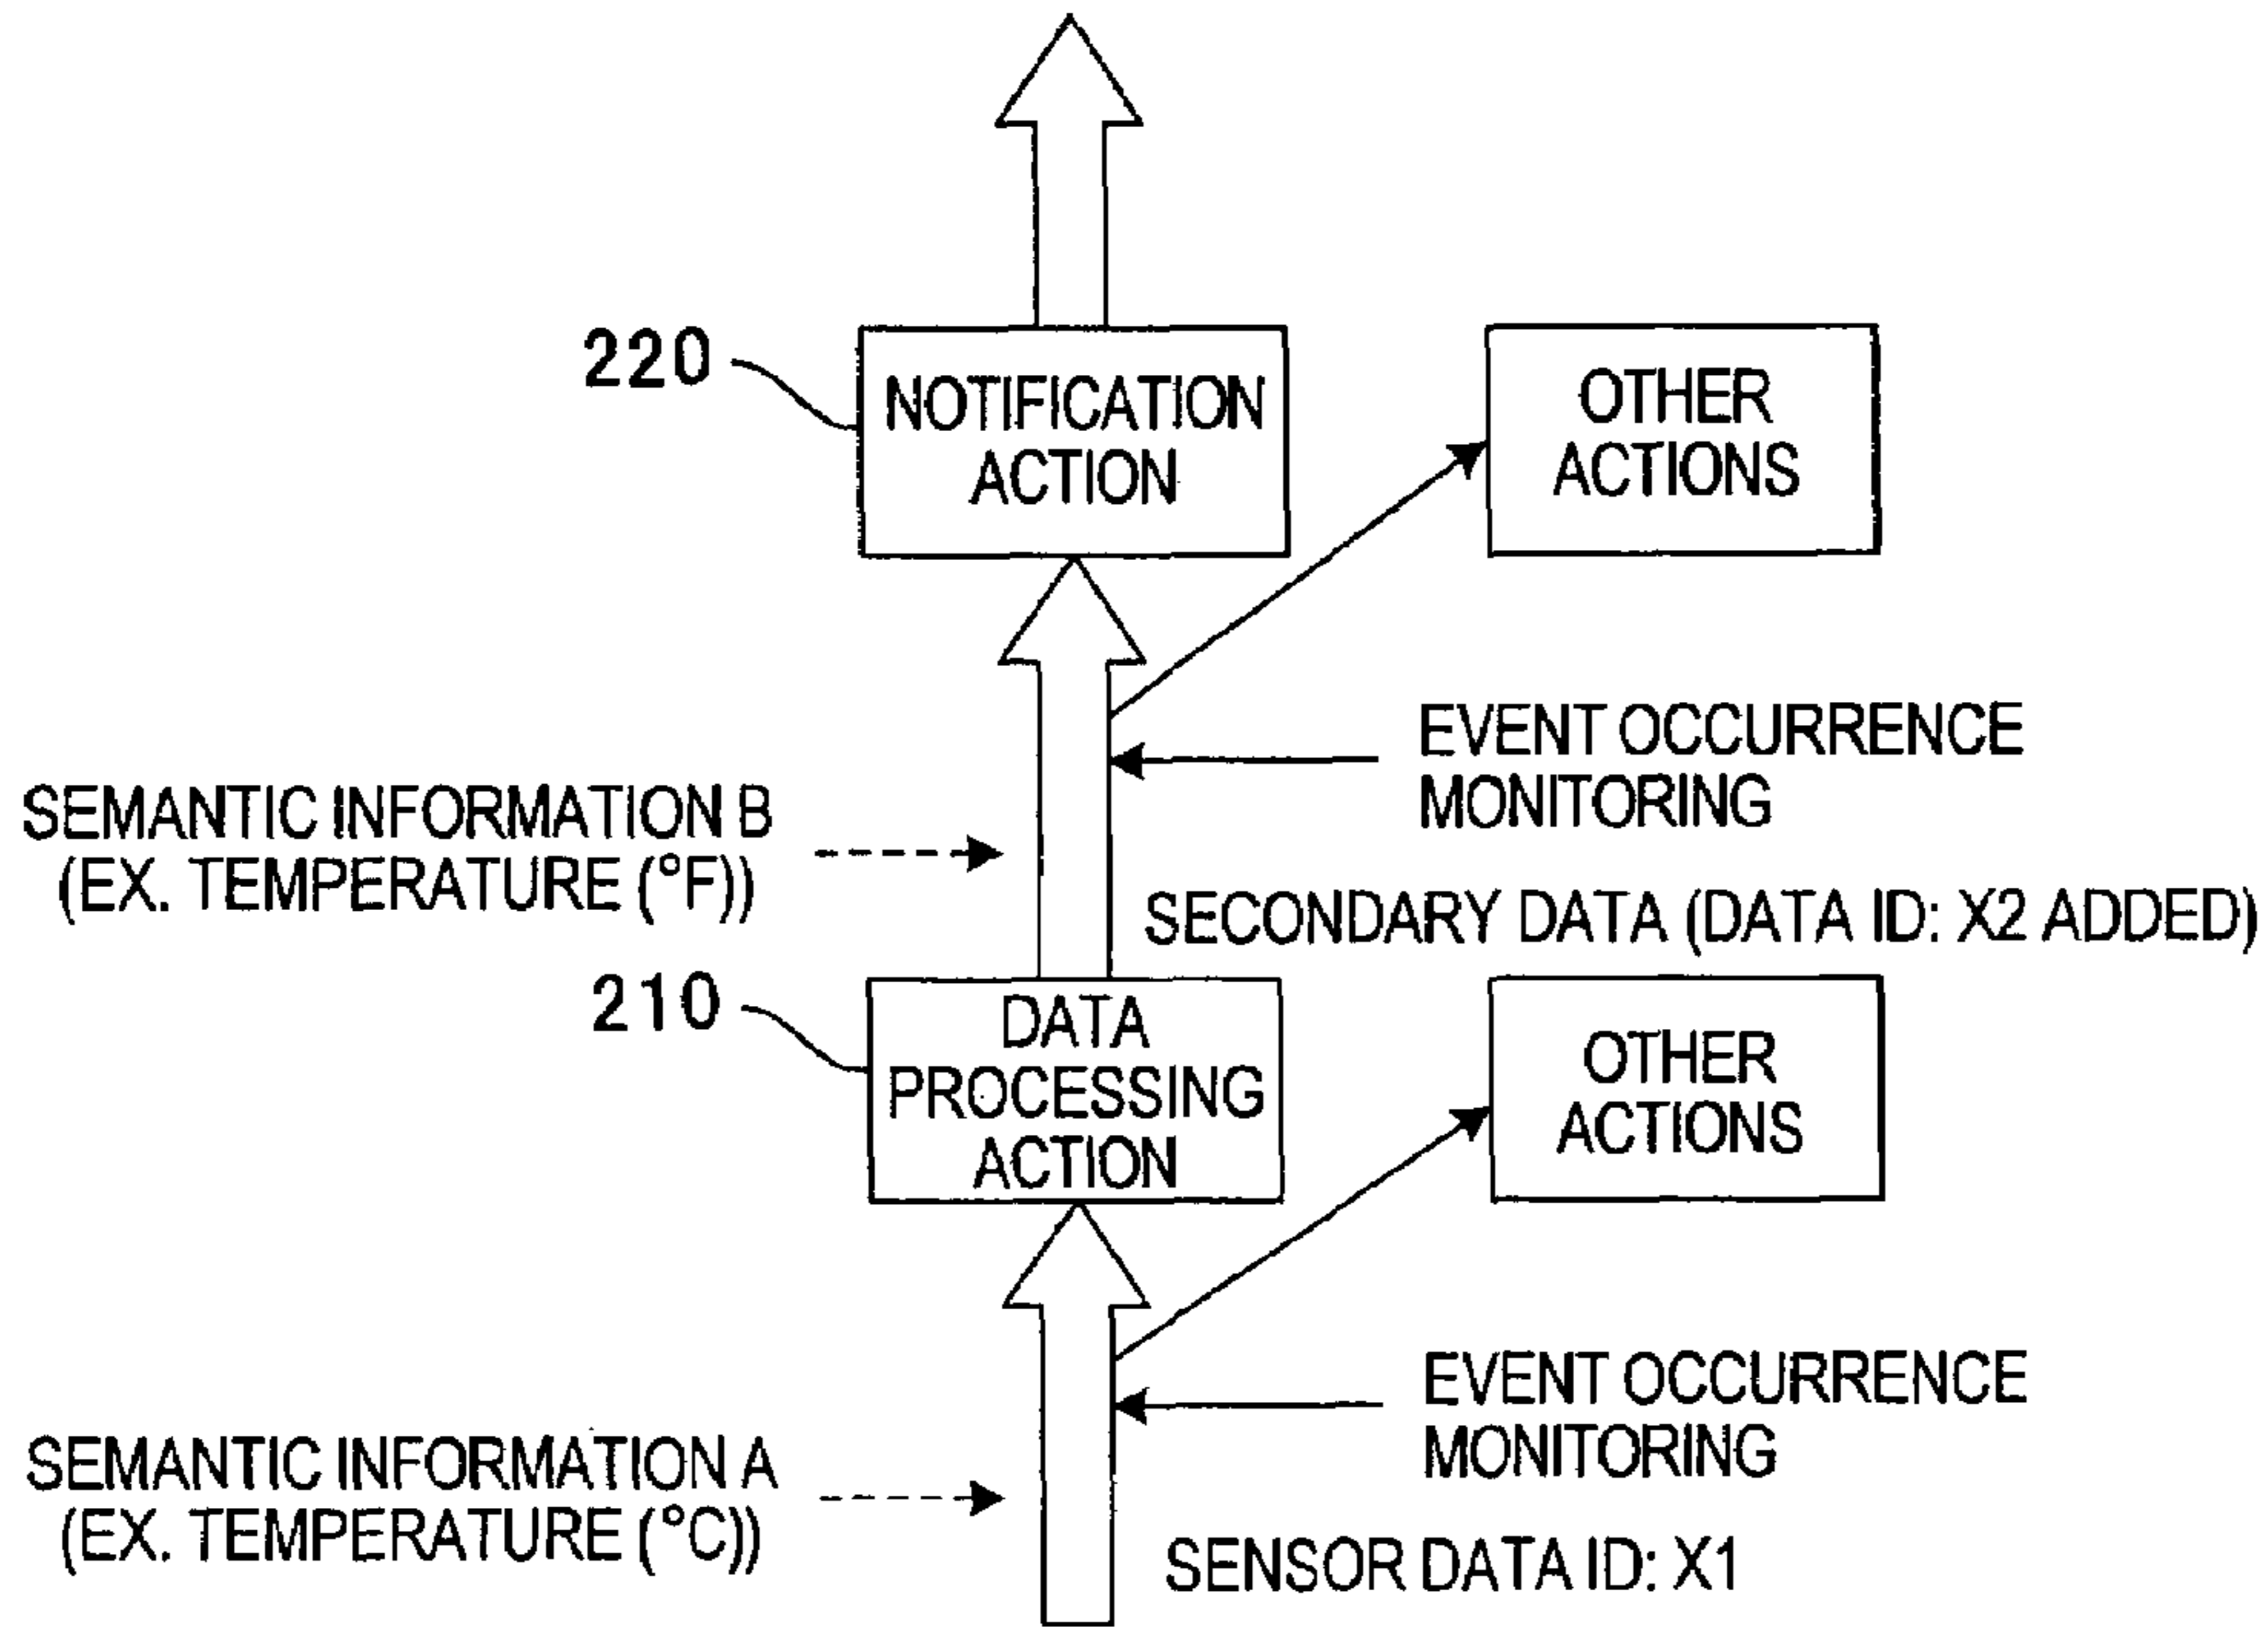 220
NOTIFICATION
ACTION
OTHER
ACTIONS
EVENT OCCURRENCE
MONITORING
SEMANTIC INFORMATION B
(EX. TEMPERATURE (°F))
SECONDARY DATA (DATA ID: X2 ADDED)
210
DATA
PROCESSING
ACTION
OTHER
ACTIONS
EVENT OCCURRENCE
MONITORING
SEMANTIC INFORMATION A
(EX. TEMPERATURE (°C))
SENSOR DATA ID: X1